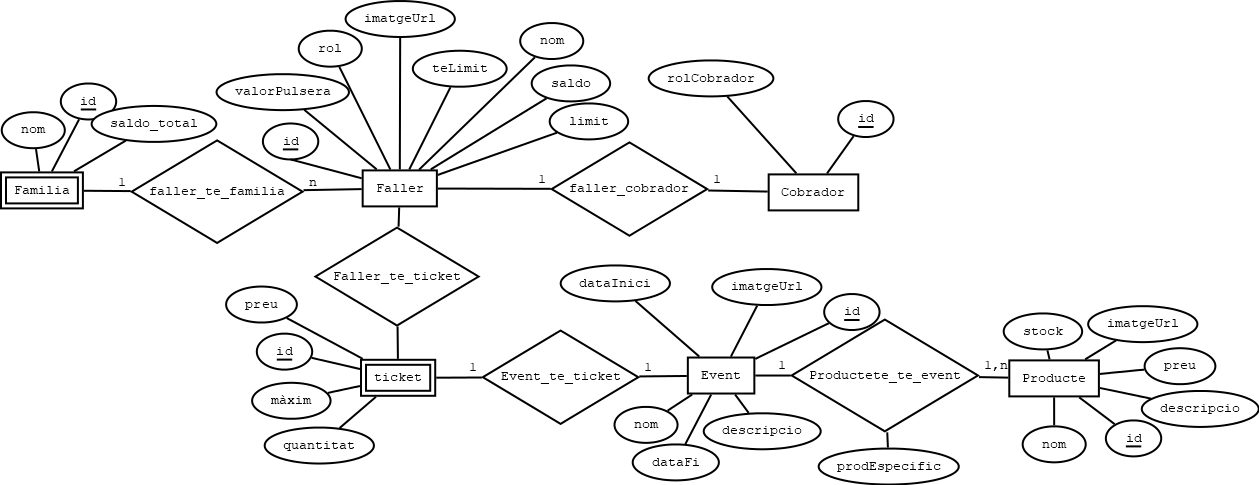 imatgeUrl
rol
nom
teLimit
valorPulsera
saldo
rolCobrador
id
saldo_total
limit
id
nom
id
1
faller_te_familia
n
1
faller_cobrador
1
Familia
Faller
Cobrador
Faller_te_ticket
dataInici
imatgeUrl
preu
id
stock
imatgeUrl
id
preu
ticket
1
Event_te_ticket
1
Event
1
Productete_te_event
1,n
Producte
màxim
descripcio
quantitat
nom
descripcio
nom
id
dataFi
prodEspecific